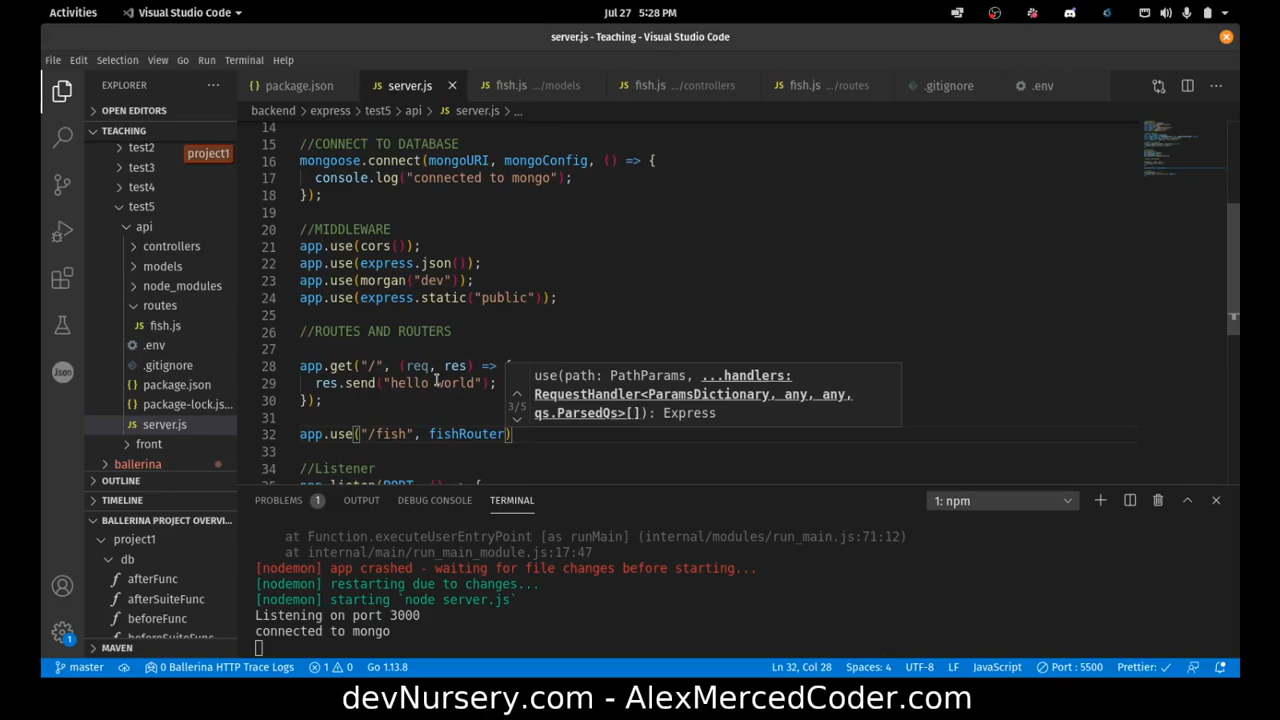 Activities
Visual Studio Code
Jul 27 5:28 PM
server.js - Teaching - Visual Studio Code
File Edit Selection View Go Run Terminal Help
EXPLORER
package.json
server.js
fish.js .../models
fish.js .../controllers
fish.js .../routes
.gitignore
.env
OPEN EDITORS
backend > express > test5 > api > server.js > ...
TEACHING
test2
project1
test3
test4
test5
api
controllers
models
node_modules
routes
fish.js
.env
.gitignore
package.json
package-lock.js...
server.js
front
ballerina
OUTLINE
TIMELINE
BALLERINA PROJECT OVERVI...
project1
db
afterFunc
afterSuiteFunc
beforeFunc
beforeSuiteFunc
MAVEN
14
15 //CONNECT TO DATABASE
16 mongoose.connect(mongoURI, mongoConfig, () => {
17 console.log("connected to mongo");
18 });
19
20 //MIDDLEWARE
21 app.use(cors());
22 app.use(express.json());
23 app.use(morgan("dev"));
24 app.use(express.static("public"));
25
26 //ROUTES AND ROUTERS
27
28 app.get("/", (req, res) => {
29 res.send("hello world");
30 });
31
32 app.use("/fish", fishRouter)
33
34 //Listener
app.listen(PORT, () => {
use(path: PathParams, ...handlers:
RequestHandler<ParamsDictionary, any, any,
3/5
qs.ParsedQs>[]): Express
PROBLEMS 1 OUTPUT DEBUG CONSOLE TERMINAL
1: npm
at Function.executeUserEntryPoint [as runMain] (internal/modules/run_main.js:71:12)
at internal/main/run_main_module.js:17:47
[nodemon] app crashed - waiting for file changes before starting...
[nodemon] restarting due to changes...
[nodemon] starting `node server.js`
Listening on port 3000
connected to mongo
Json
1
master
0 Ballerina HTTP Trace Logs
1 0
Go 1.13.8
Ln 32, Col 28
Spaces: 4
UTF-8
LF
JavaScript
Port : 5500
Prettier: ✓
devNursery.com - AlexMercedCoder.com